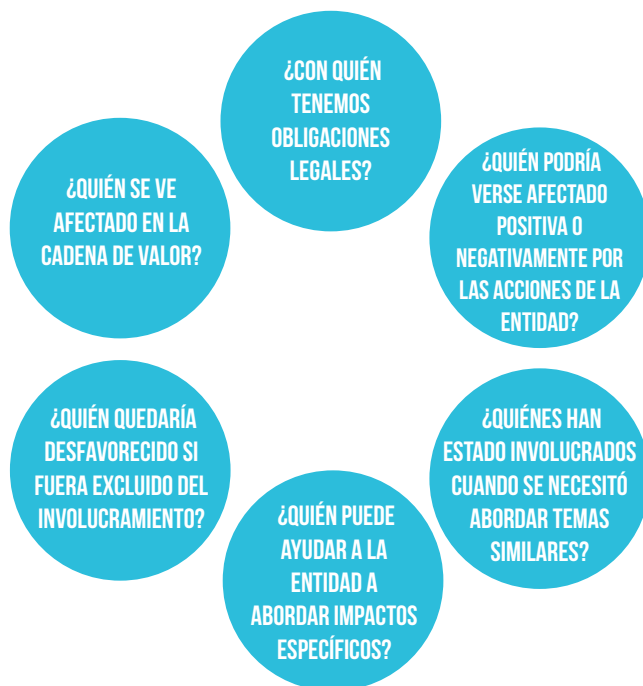 ¿CON QUIÉN
TENEMOS
OBLIGACIONES
LEGALES?
¿QUIÉN PODRÍA
VERSE AFECTADO
POSITIVA O
NEGATIVAMENTE POR
LAS ACCIONES DE LA
ENTIDAD?
¿QUIÉNES HAN
ESTADO INVOLUCRADOS
CUANDO SE NECESITÓ
ABORDAR TEMAS
SIMILARES?
¿QUIÉN PUEDE
AYUDAR A LA
ENTIDAD A
ABORDAR IMPACTOS
ESPECÍFICOS?
¿QUIÉN QUEDARÍA
DESFAVORECIDO SI
FUERA EXCLUIDO DEL
INVOLUCRAMIENTO?
¿QUIÉN SE VE
AFECTADO EN LA
CADENA DE VALOR?